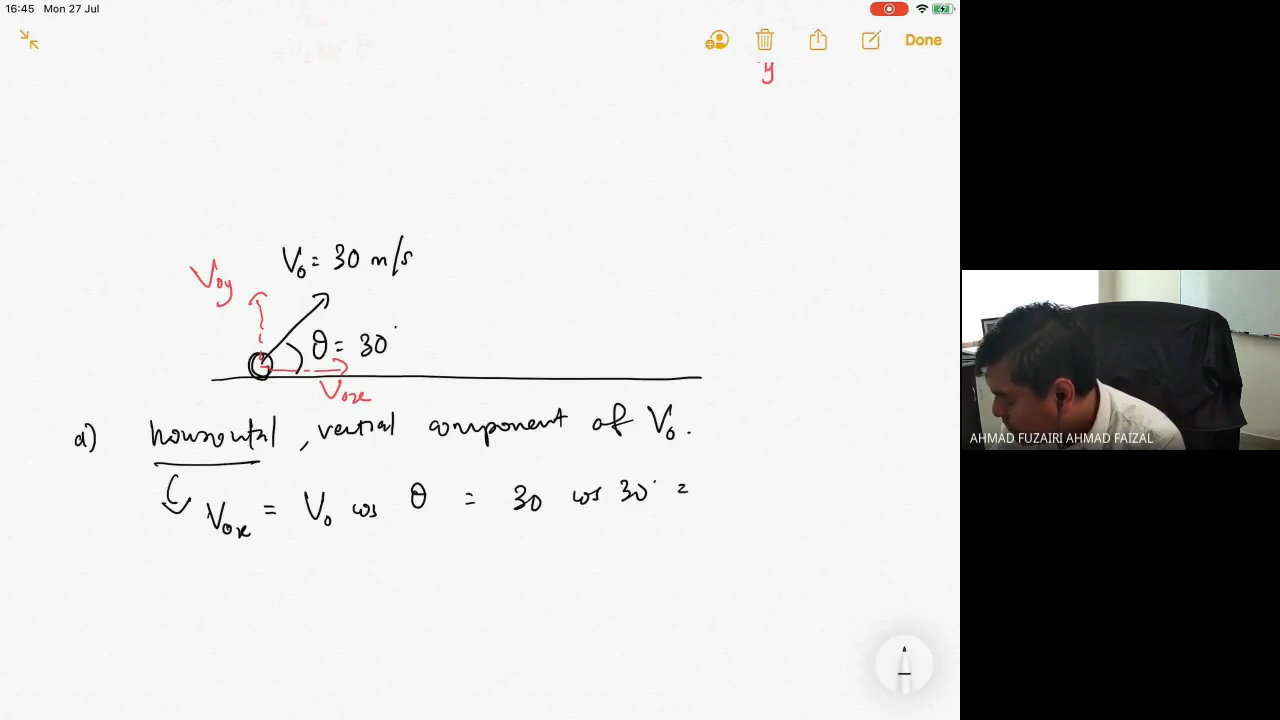 16:45 Mon 27 Jul
Done
y
V₀ = 30 m/s
V₀y
θ = 30°
V₀x
a) horizontal, vertical component of V₀.
V₀x = V₀ cos θ = 30 cos 30° =
AHMAD FUZAIRI AHMAD FAIZAL